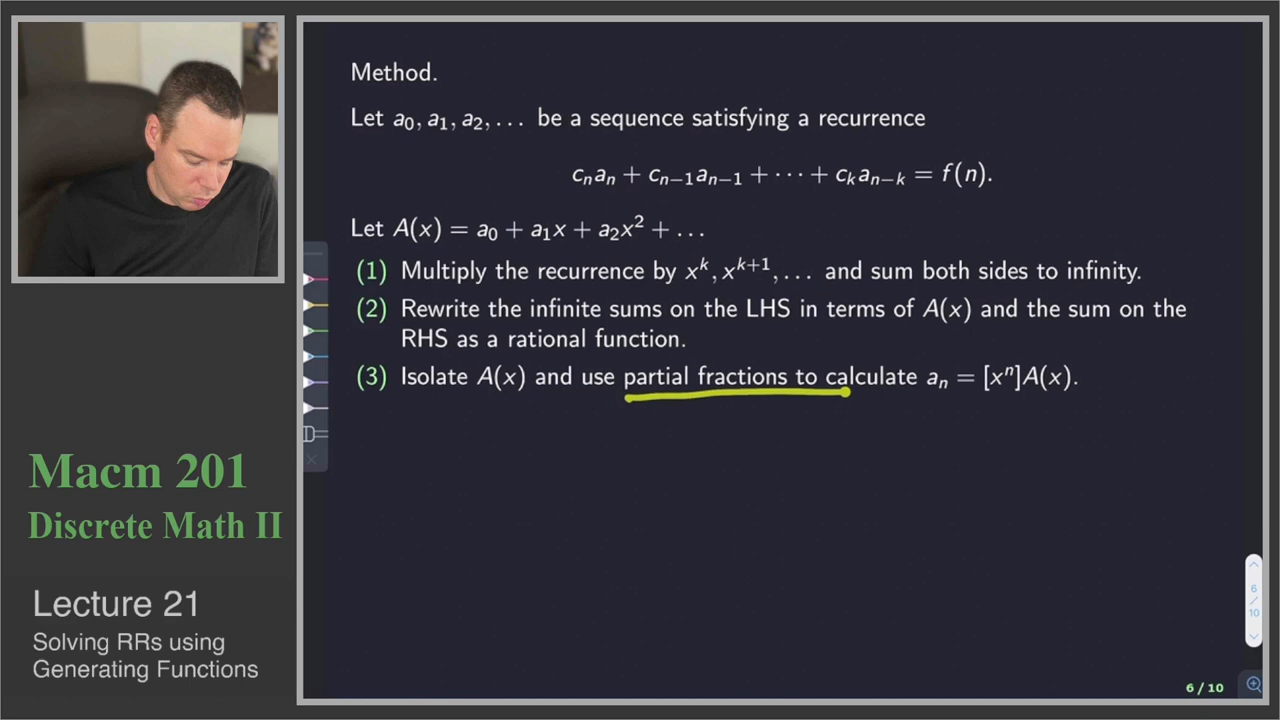 Method.
Let a₀, a₁, a₂, . . . be a sequence satisfying a recurrence
cₙaₙ + cₙ₋₁aₙ₋₁ + · · · + cₖaₙ₋ₖ = f(n).
Let A(x) = a₀ + a₁x + a₂x² + . . .
(1) Multiply the recurrence by xᵏ, xᵏ⁺¹, . . . and sum both sides to infinity.
(2) Rewrite the infinite sums on the LHS in terms of A(x) and the sum on the
RHS as a rational function.
(3) Isolate A(x) and use partial fractions to calculate aₙ = [xⁿ]A(x).
Macm 201
Discrete Math II
Lecture 21
Solving RRs using
Generating Functions
6
/
10
6 / 10